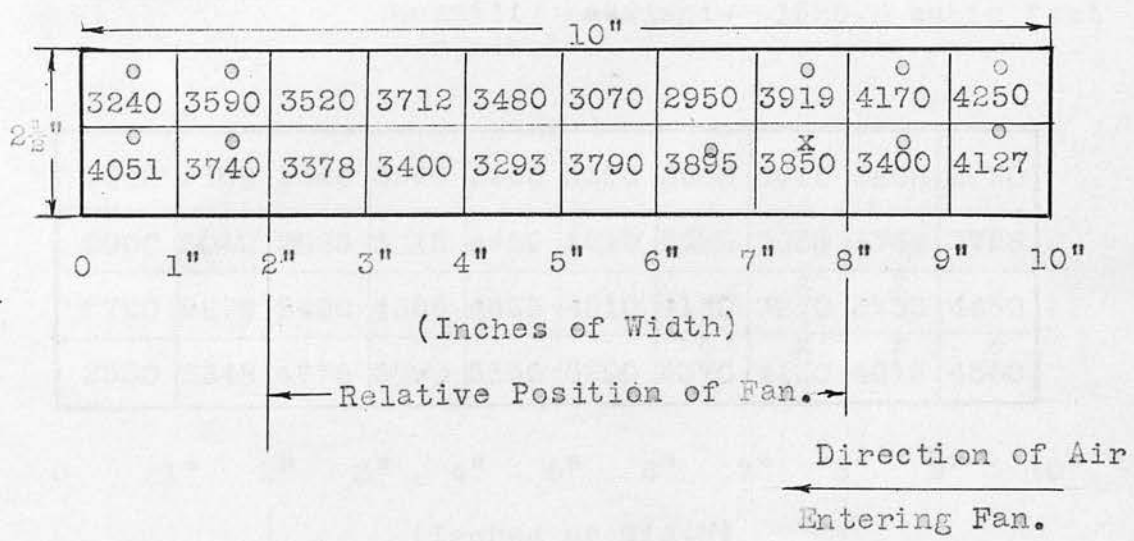 10"
3240 3590 3520 3712 3480 3070 2950 3919 4170 4250
2½"
4051 3740 3378 3400 3293 3790 3895 3850 3400 4127
0 1" 2" 3" 4" 5" 6" 7" 8" 9" 10"
(Inches of Width)
Relative Position of Fan.
Direction of Air
Entering Fan.